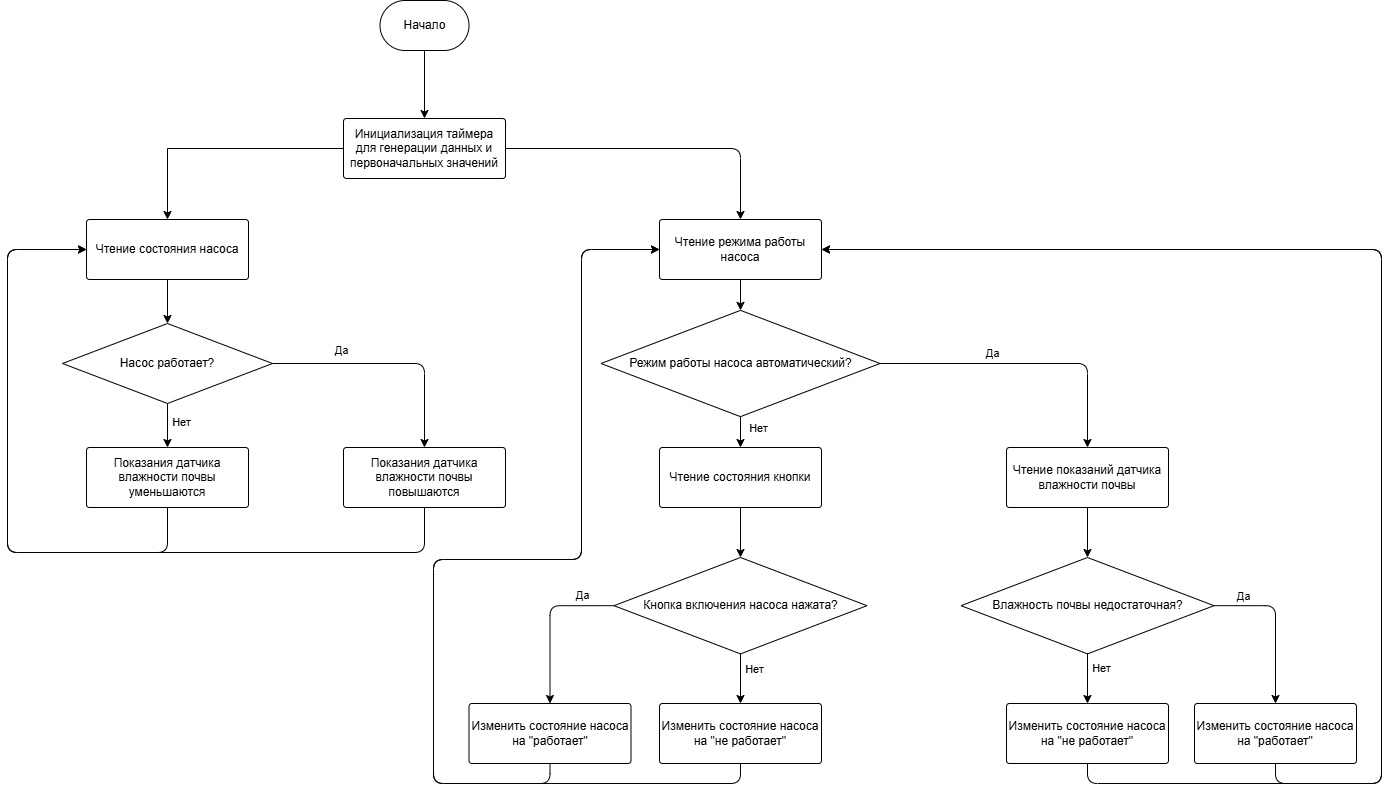 Начало
Инициализация таймера
для генерации данных и
первоначальных значений
Чтение состояния насоса
Чтение режима работы
насоса
Насос работает?
Да
Нет
Режим работы насоса автоматический?
Да
Нет
Показания датчика
влажности почвы
уменьшаются
Показания датчика
влажности почвы
повышаются
Чтение состояния кнопки
Чтение показаний датчика
влажности почвы
Кнопка включения насоса нажата?
Да
Нет
Влажность почвы недостаточная?
Да
Нет
Изменить состояние насоса
на "работает"
Изменить состояние насоса
на "не работает"
Изменить состояние насоса
на "не работает"
Изменить состояние насоса
на "работает"